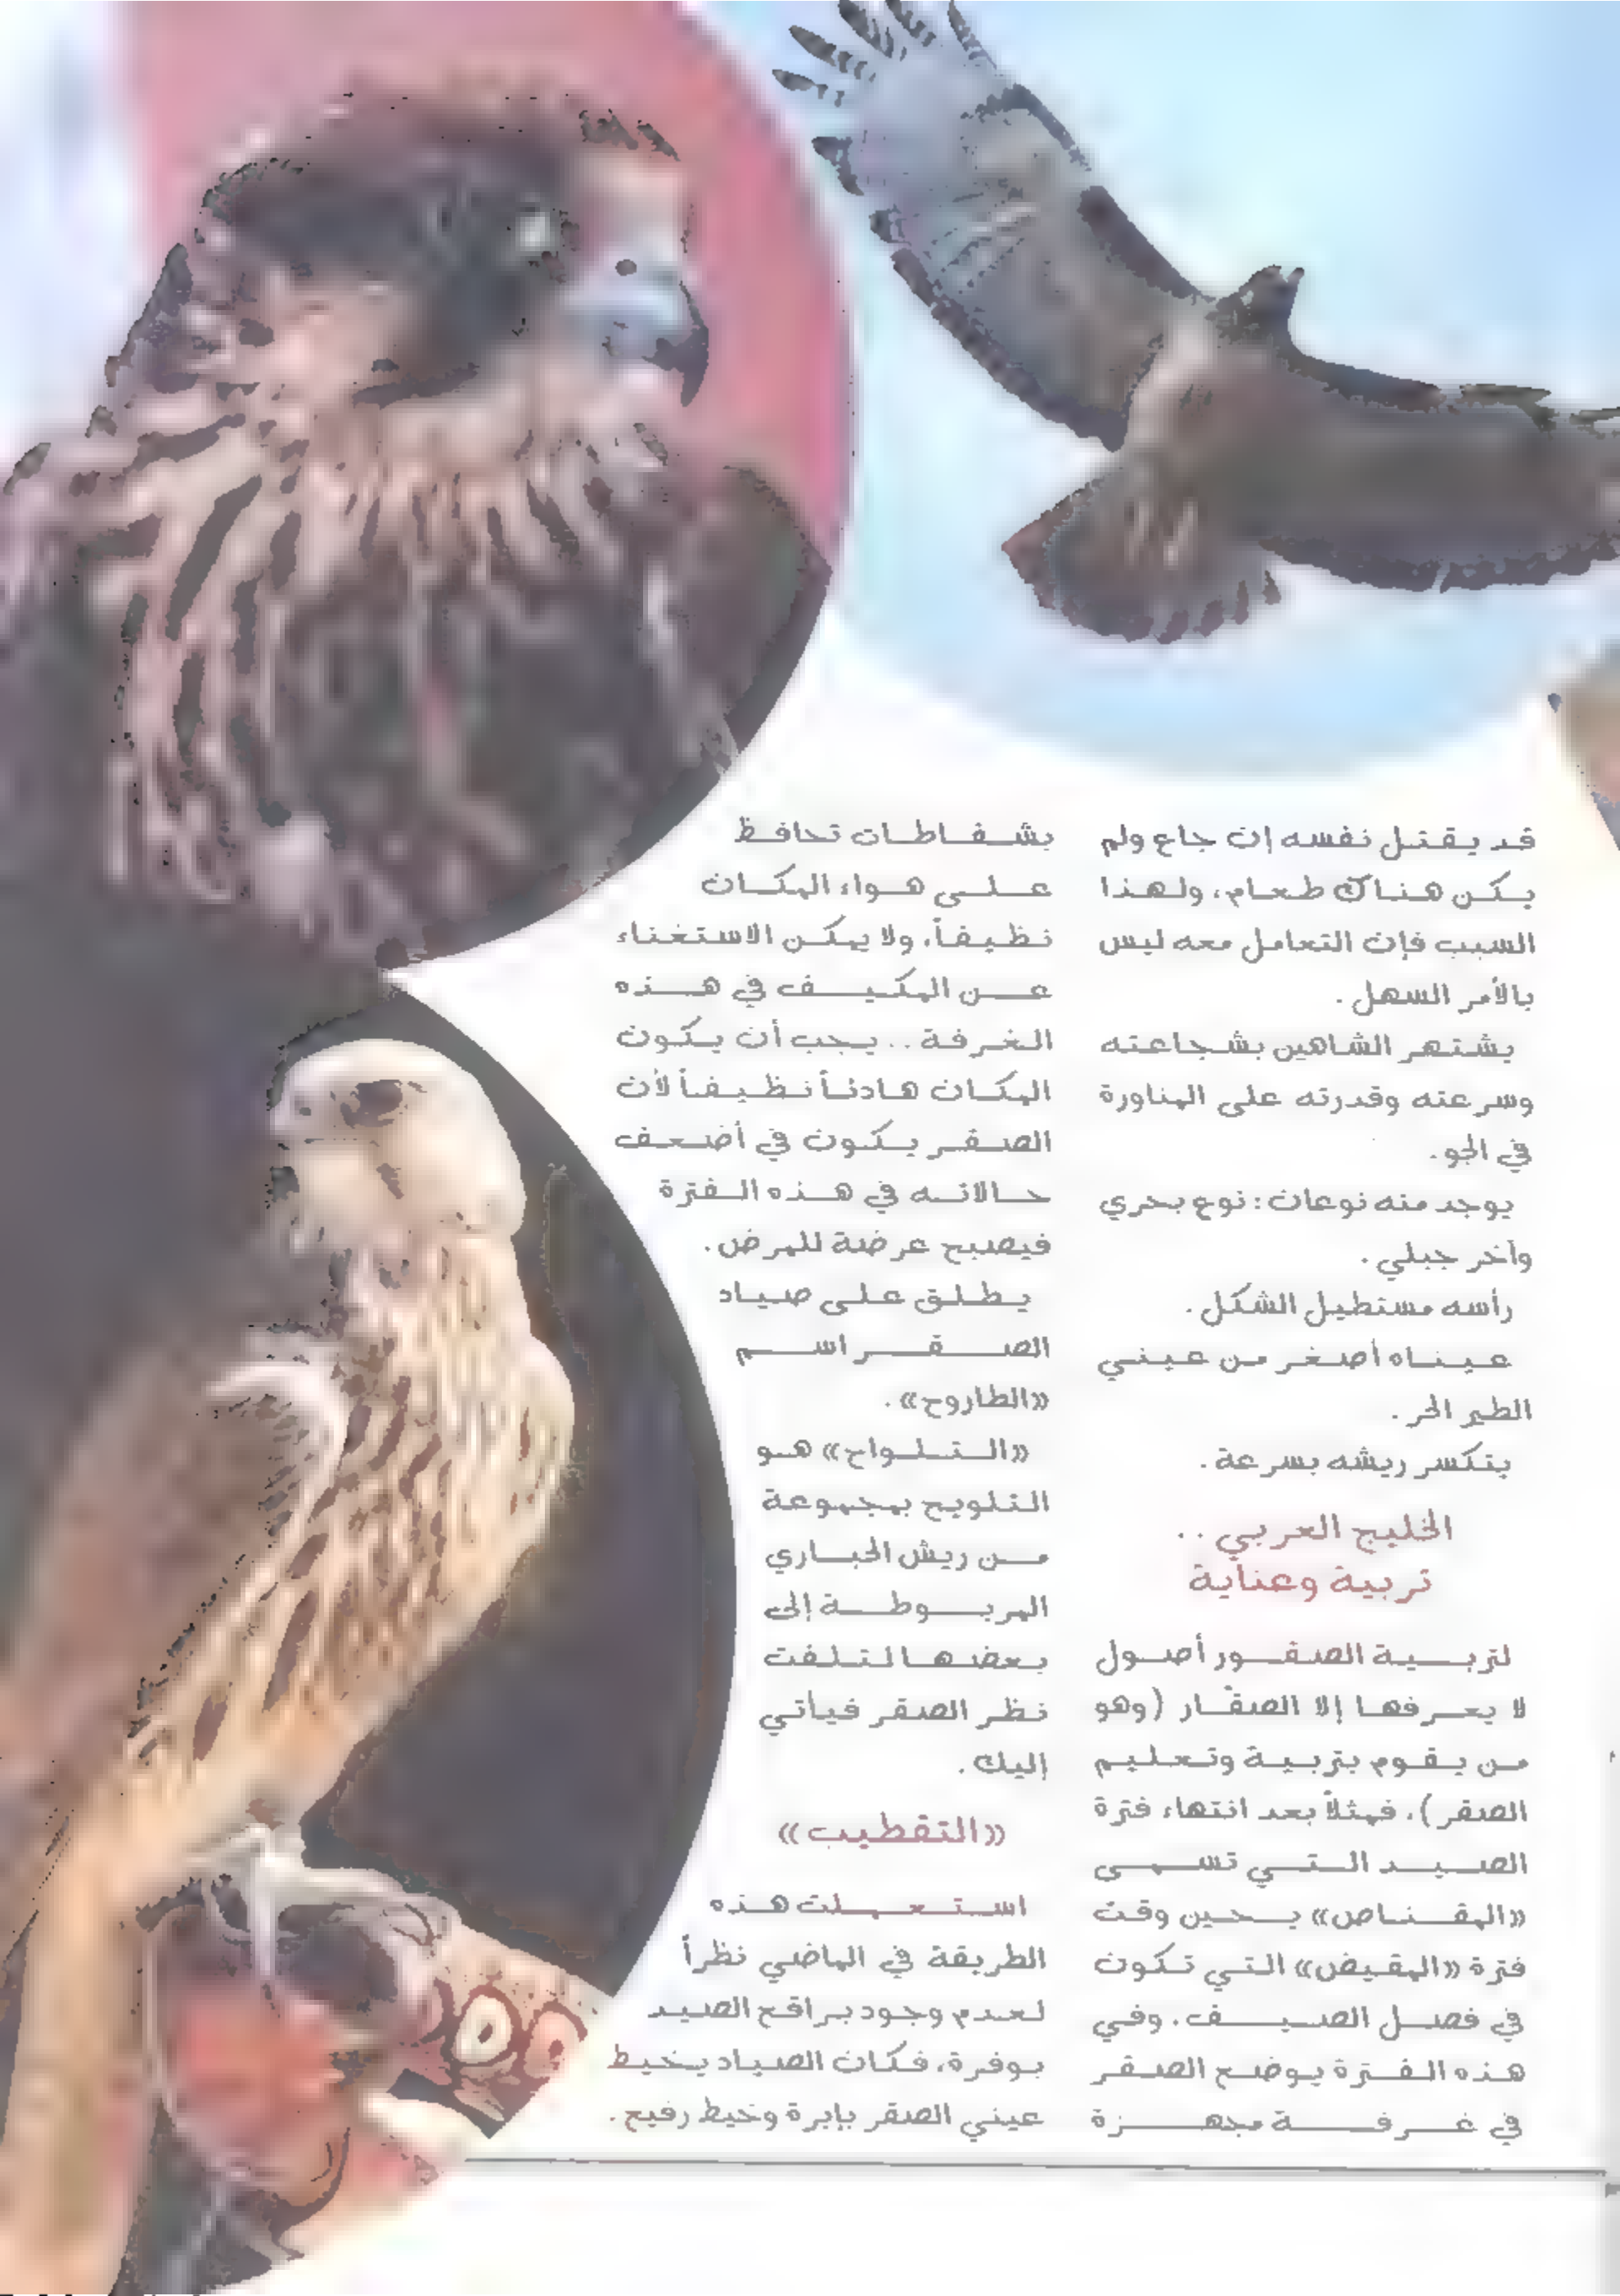 قد يقتل نفسه إن جاع ولم
يكن هناك طعام، ولهذا
السبب فإن التعامل معه ليس
بالأمر السهل.
يشتهر الشاهين بشجاعته
وسرعته وقدرته على المناورة
في الجو.
يوجد منه نوعان: نوع بحري
وآخر جبلي.
رأسه مستطيل الشكل.
عيناه أصغر من عيني
الطير الحر.
يتكسر ريشه بسرعة.
الخليج العربي ..
تربية وعناية
لتربية الصقور أصول
لا يعرفها إلا الصقّار (وهو
من يقوم بتربية وتعليم
الصقر)، فمثلاً بعد انتهاء فترة
الصيد التي تسمى
«المقناص» يحين وقت
فترة «المقيض» التي تكون
في فصل الصيف، وفي
هذه الفترة يوضع الصقر
في غرفة مجهزة
بشفاطات تحافظ
على هواء المكان
نظيفاً، ولا يمكن الاستغناء
عن المكيف في هذه
الغرفة .. يجب أن يكون
المكان هادئاً نظيفاً لأن
الصقر يكون في أضعف
حالاته في هذه الفترة
فيصبح عرضة للمرض.
يطلق على صياد
الصقر اسم
«الطاروح».
«التلواح» هو
التلويح بمجموعة
من ريش الحباري
المربوطة إلى
بعضها لتلفت
نظر الصقر فيأتي
إليك.
«التقطيب»
استعملت هذه
الطريقة في الماضي نظراً
لعدم وجود براقع الصيد
بوفرة، فكان الصياد يخيط
عيني الصقر بإبرة وخيط رفيع.